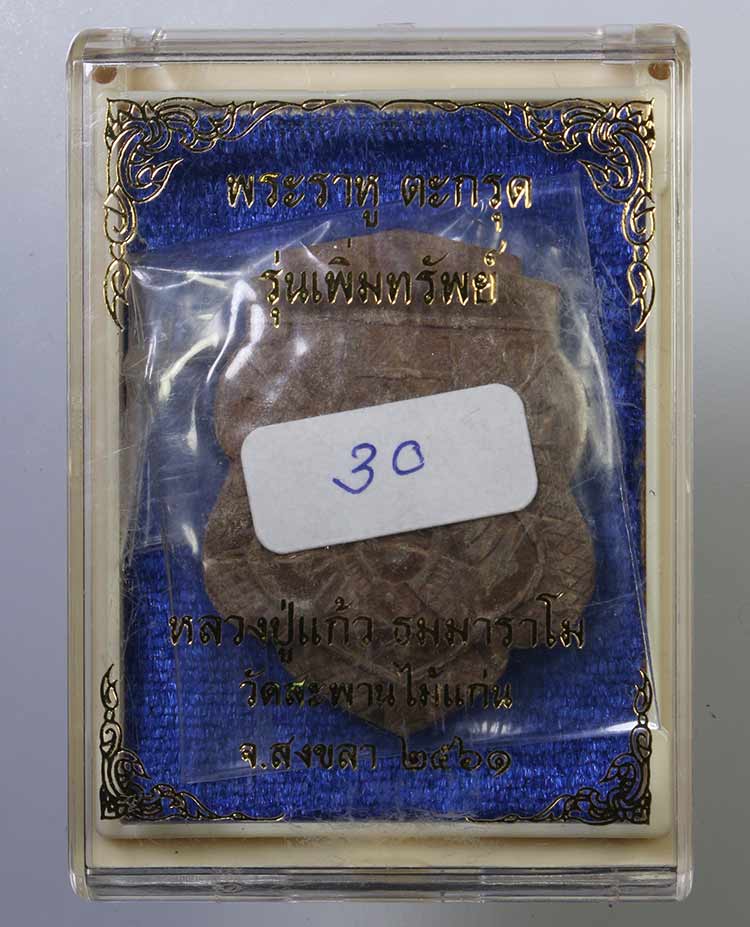 พระราหู ตะกรุด
รุ่นเพิ่มทรัพย์
30
หลวงปู่แก้ว ธมมาราโม
วัดสะพานไม้แก่น
จ.สงขลา ๒๕๖๑